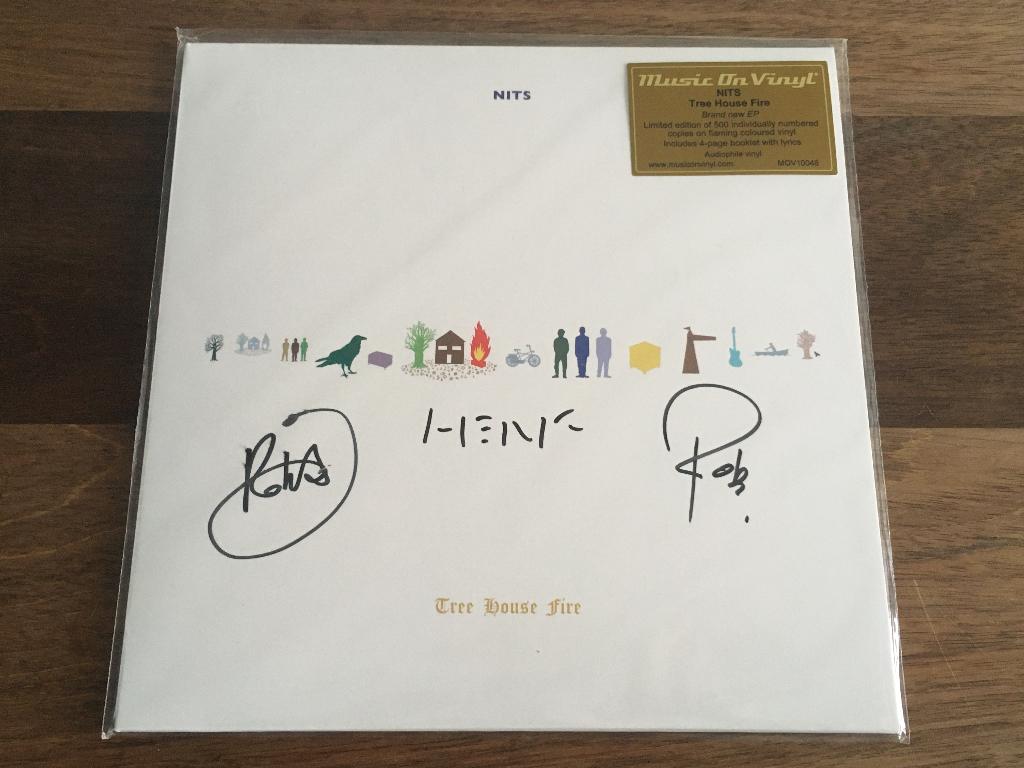 NITS
Music On Vinyl
NITS
Tree House Fire
Brand new EP
Limited edition of 500 individually numbered
copies on flaming coloured vinyl
Includes 4-page booklet with lyrics
Audiophile vinyl
www.musiconvinyl.com MOV10048
HENK
Rob
Tree House Fire